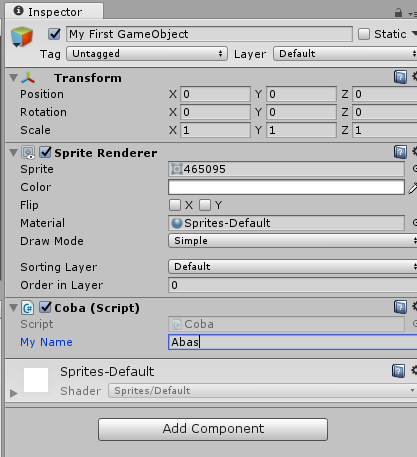 Inspector
My First GameObject Static
Tag Untagged Layer Default
Transform
Position X 0 Y 0 Z 0
Rotation X 0 Y 0 Z 0
Scale X 1 Y 1 Z 1
Sprite Renderer
Sprite 465095
Color
Flip X Y
Material Sprites-Default
Draw Mode Simple
Sorting Layer Default
Order in Layer 0
Coba (Script)
Script Coba
My Name Abas
Sprites-Default
Shader Sprites/Default
Add Component